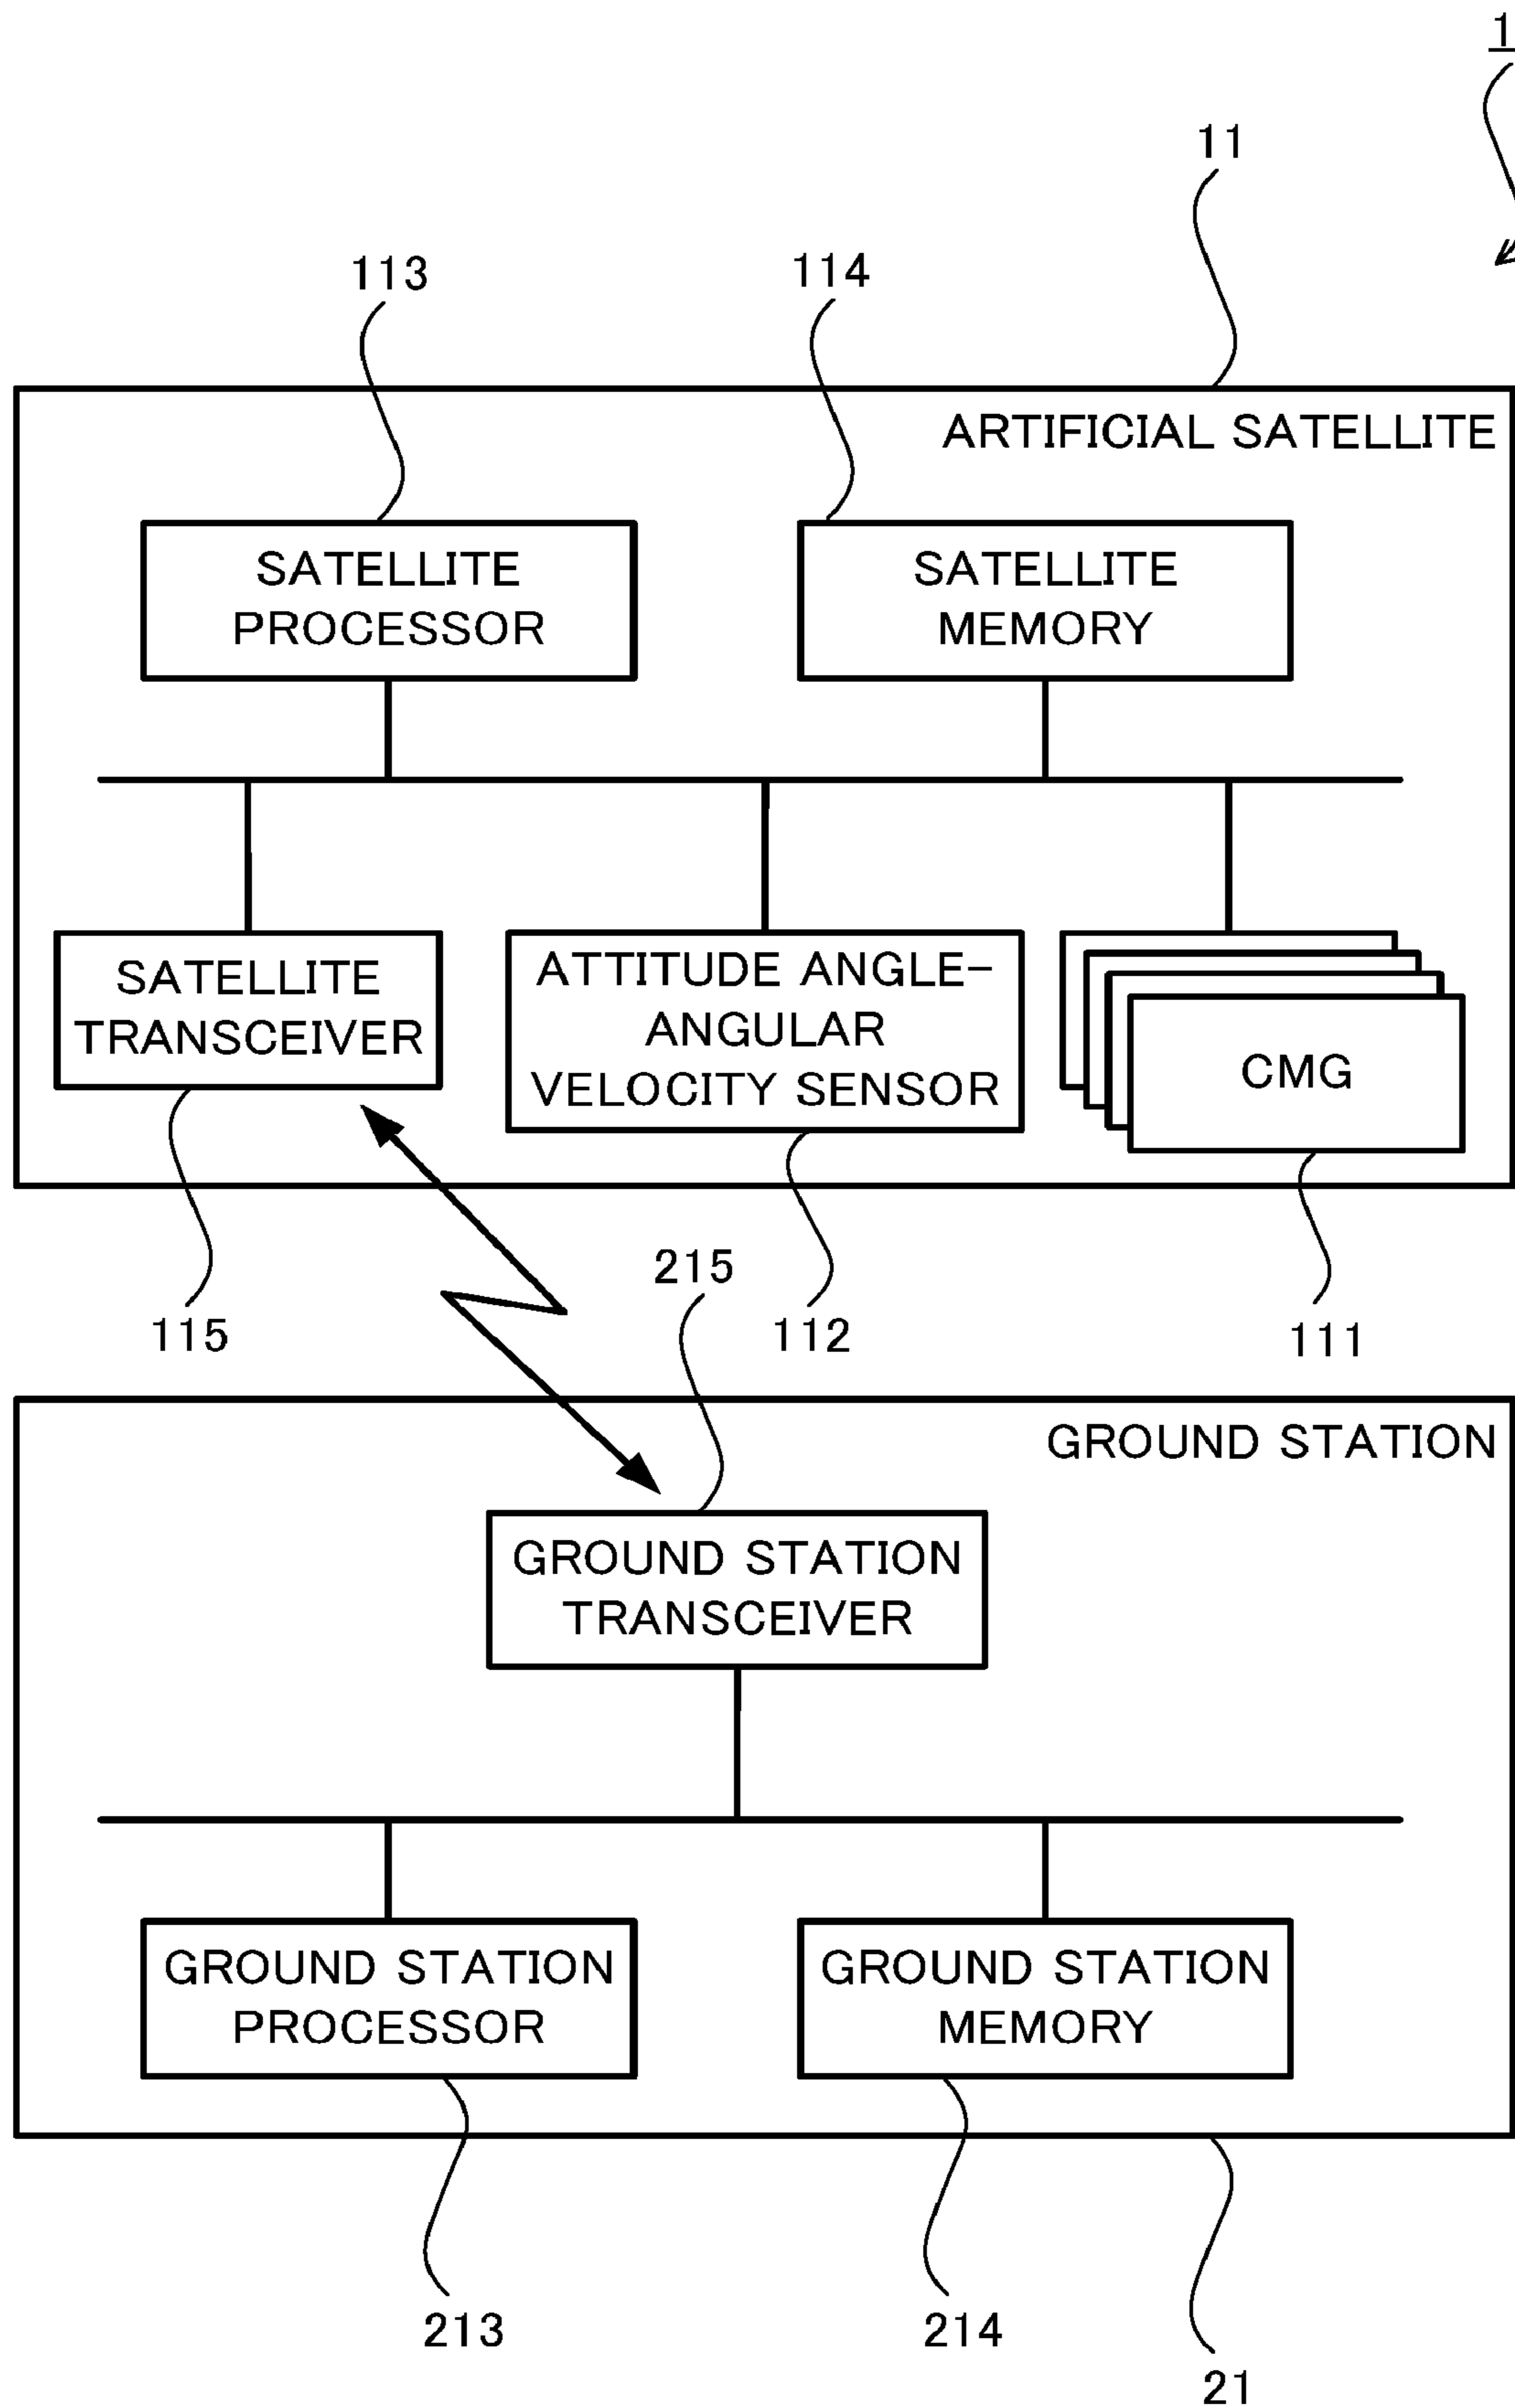 1
11
113
114
ARTIFICIAL SATELLITE
SATELLITE
PROCESSOR
SATELLITE
MEMORY
SATELLITE
TRANSCEIVER
ATTITUDE ANGLE-
ANGULAR
VELOCITY SENSOR
CMG
115
215
112
111
GROUND STATION
GROUND STATION
TRANSCEIVER
GROUND STATION
PROCESSOR
GROUND STATION
MEMORY
213
214
21